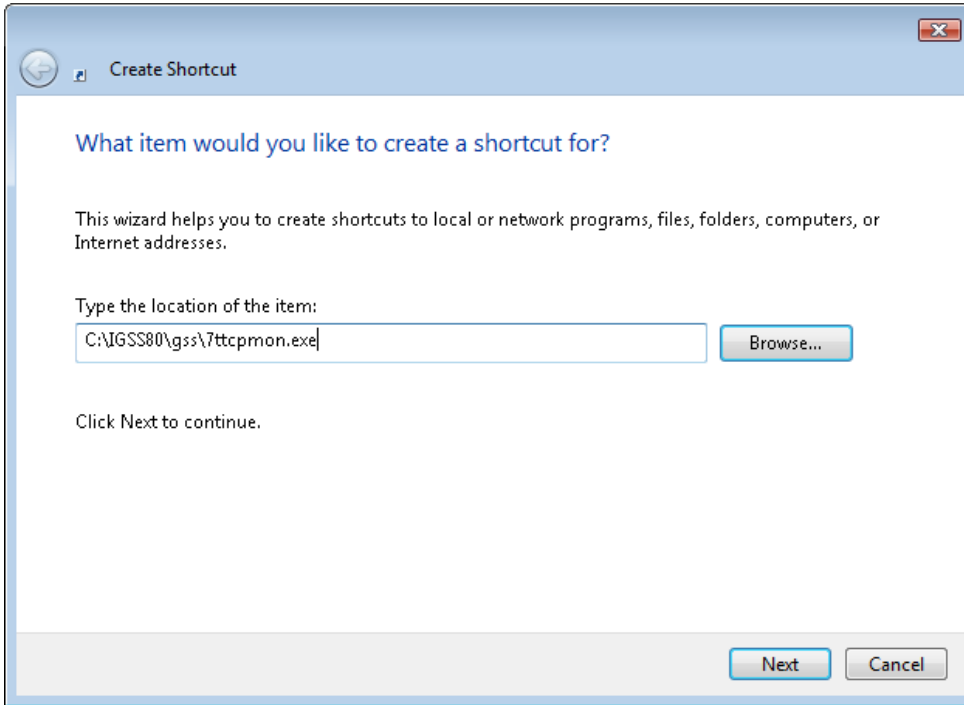 Create Shortcut
What item would you like to create a shortcut for?
This wizard helps you to create shortcuts to local or network programs, files, folders, computers, or
Internet addresses.
Type the location of the item:
C:\IGSS80\gss\7ttcpmon.exe
Browse...
Click Next to continue.
Next
Cancel